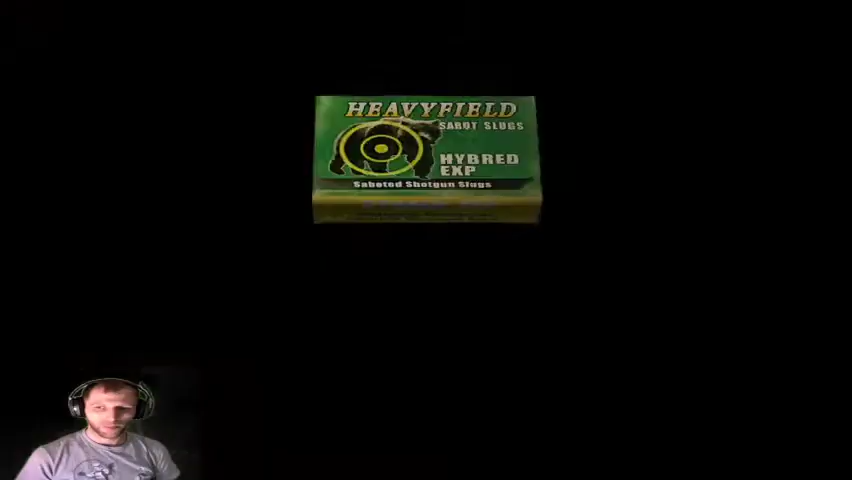 HEAVYFIELD
SABOT SLUGS
HYBRED
EXP
Saboted Shotgun Slugs